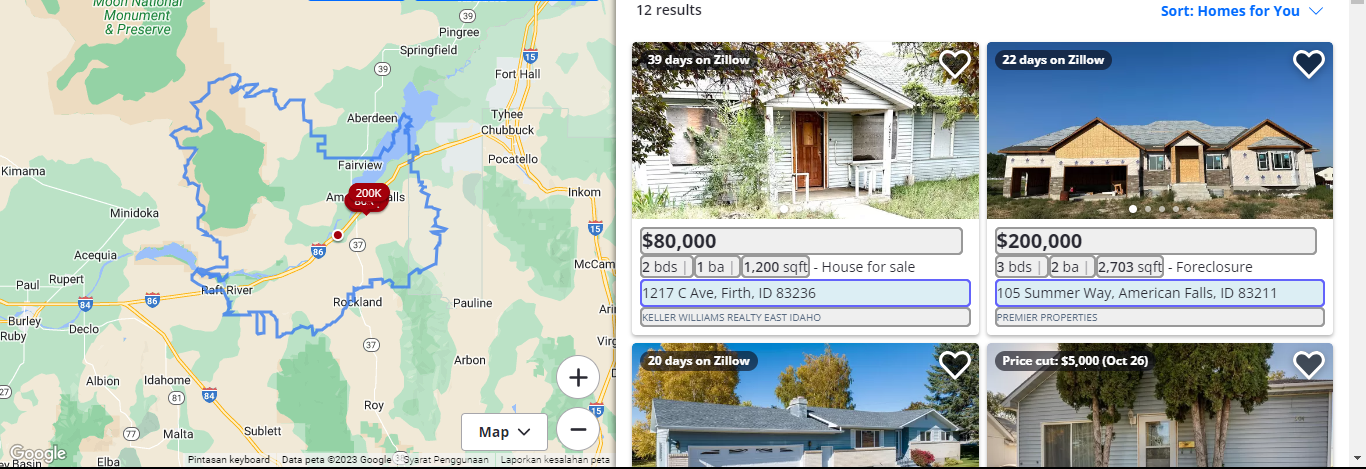 Moon National
Monument
& Preserve
39
Pingree
Springfield
15
39
Fort Hall
Aberdeen
Tyhee
Chubbuck
Kimama
Fairview
Pocatello
200K
Inkom
Minidoka
86
37
15
Acequia
McCam
Paul
Rupert
Raft River
84
86
Rockland
Pauline
Burley
Ruby
Declo
Arin
37
Virg
Albion
Idahome
Arbon
81
84
Roy
15
77
Malta
Sublett
Elba
Map
Google
Pintasan keyboard
Data peta ©2023 Google
Syarat Penggunaan
Laporkan kesalahan peta
12 results
Sort: Homes for You
39 days on Zillow
$80,000
2 bds | 1 ba | 1,200 sqft - House for sale
1217 C Ave, Firth, ID 83236
KELLER WILLIAMS REALTY EAST IDAHO
22 days on Zillow
$200,000
3 bds | 2 ba | 2,703 sqft - Foreclosure
105 Summer Way, American Falls, ID 83211
PREMIER PROPERTIES
20 days on Zillow
Price cut: $5,000 (Oct 26)